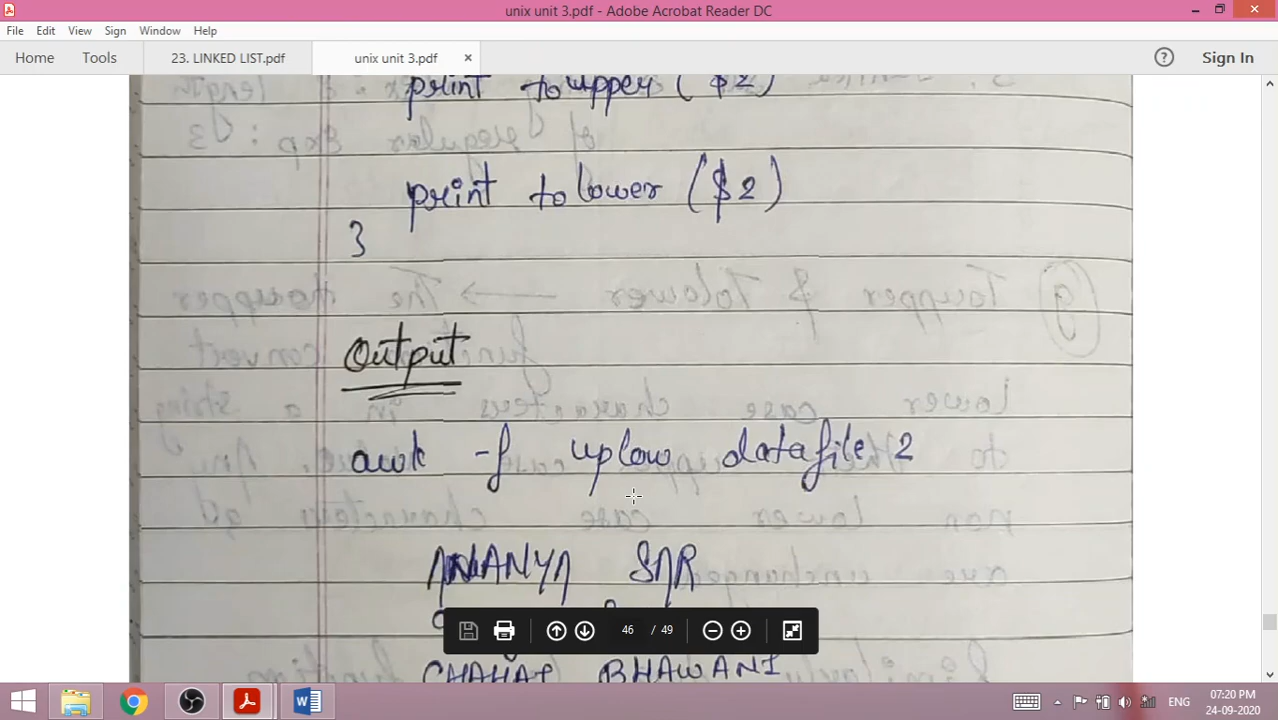 unix unit 3.pdf - Adobe Acrobat Reader DC
File Edit View Sign Window Help
Home Tools 23. LINKED LIST.pdf unix unit 3.pdf × ? Sign In
print toupper ($2)
print tolower ($2)
}
Output
awk -f uplow datafile 2
ANANYA SAR
CHAHAT BHAWANI
46 / 49
ENG 07:20 PM
24-09-2020